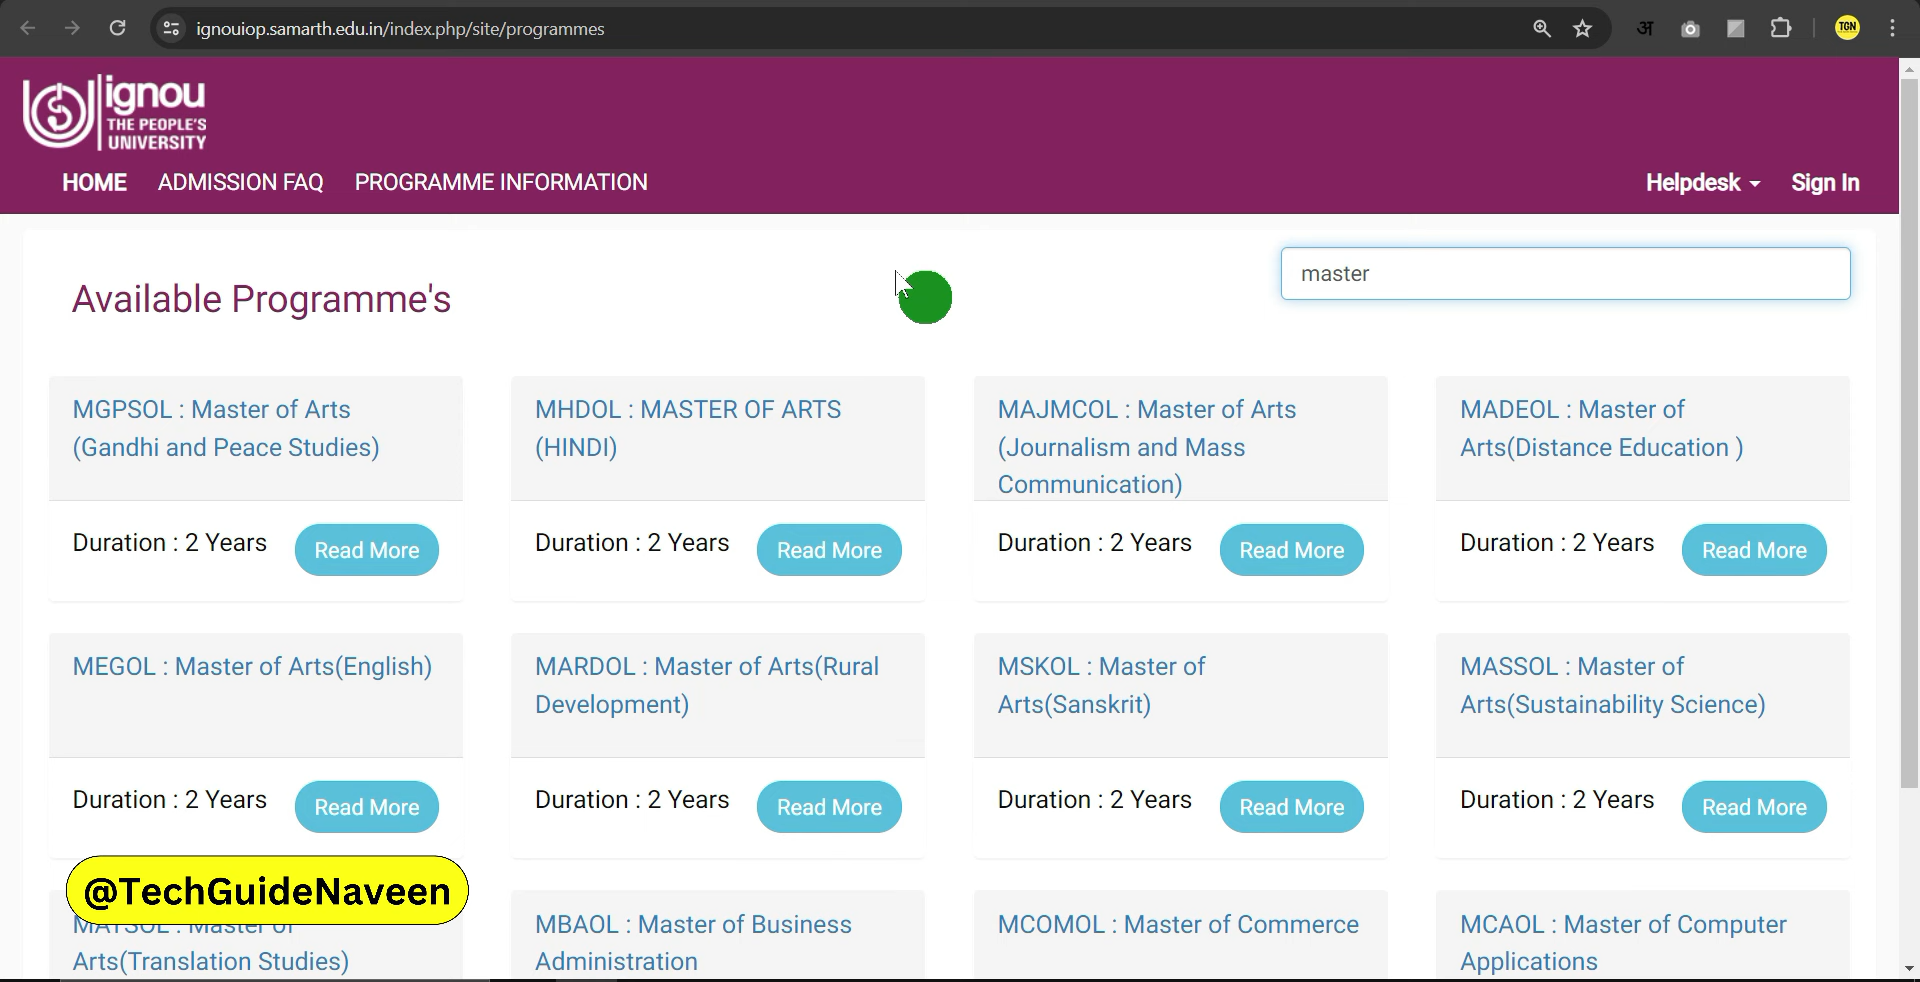 ignouiop.samarth.edu.in/index.php/site/programmes
अ
TGN
ignou
THE PEOPLE'S
UNIVERSITY
HOME ADMISSION FAQ PROGRAMME INFORMATION Helpdesk Sign In
master
Available Programme's
MGPSOL : Master of Arts
(Gandhi and Peace Studies)
Duration : 2 Years Read More
MHDOL : MASTER OF ARTS
(HINDI)
Duration : 2 Years Read More
MAJMCOL : Master of Arts
(Journalism and Mass
Communication)
Duration : 2 Years Read More
MADEOL : Master of
Arts(Distance Education )
Duration : 2 Years Read More
MEGOL : Master of Arts(English)
Duration : 2 Years Read More
MARDOL : Master of Arts(Rural
Development)
Duration : 2 Years Read More
MSKOL : Master of
Arts(Sanskrit)
Duration : 2 Years Read More
MASSOL : Master of
Arts(Sustainability Science)
Duration : 2 Years Read More
@TechGuideNaveen
: Master of
Arts(Translation Studies)
MBAOL : Master of Business
Administration
MCOMOL : Master of Commerce
MCAOL : Master of Computer
Applications